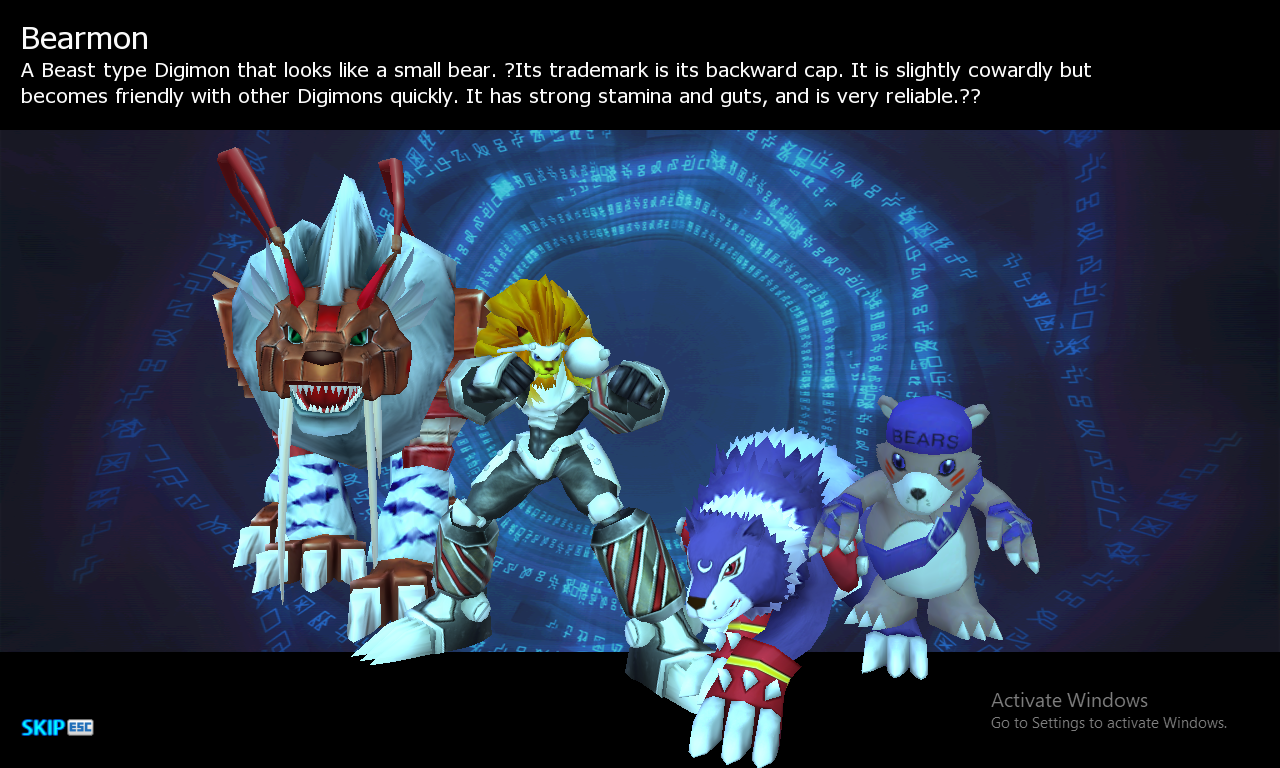 Bearmon
A Beast type Digimon that looks like a small bear. ?Its trademark is its backward cap. It is slightly cowardly but
becomes friendly with other Digimons quickly. It has strong stamina and guts, and is very reliable.??
BEARS
SKIP ESC
Activate Windows
Go to Settings to activate Windows.